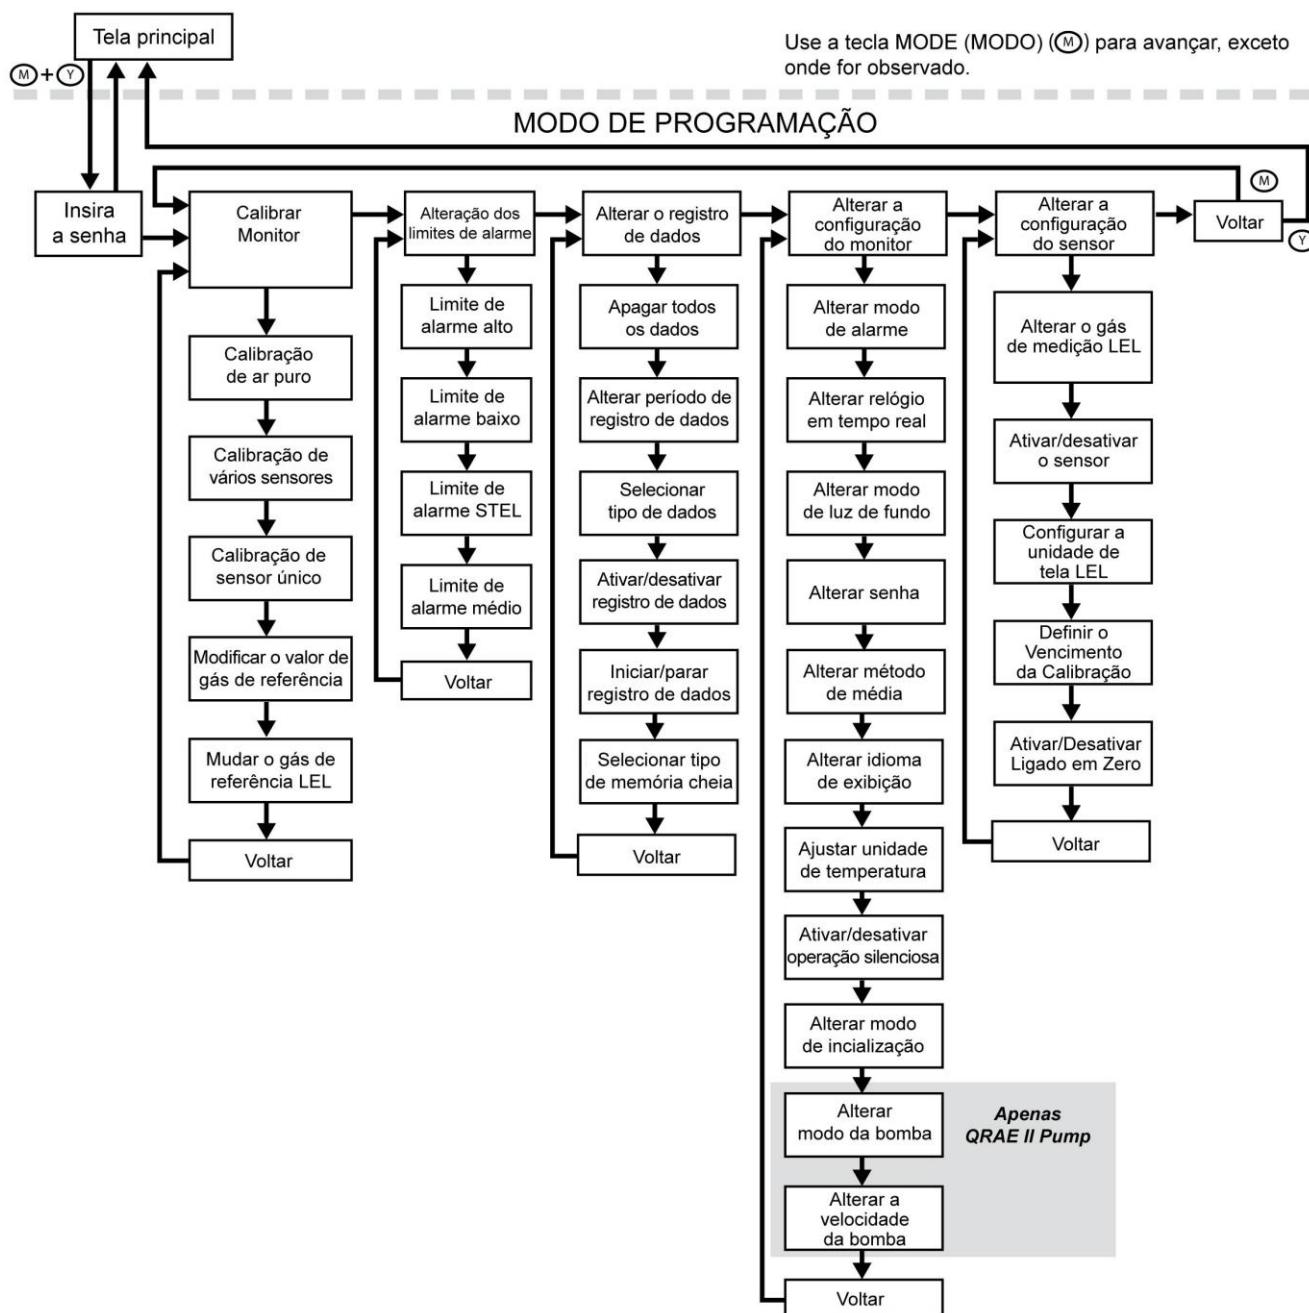 Tela principal
Use a tecla MODE (MODO) (M) para avançar, exceto
onde for observado.
M + Y
MODO DE PROGRAMAÇÃO
Insira
a senha
Calibrar
Monitor
Alteração dos
limites de alarme
Alterar o registro
de dados
Alterar a
configuração
do monitor
Alterar a
configuração
do sensor
M
Voltar
Y
Calibração
de ar puro
Calibração de
vários sensores
Calibração de
sensor único
Modificar o valor de
gás de referência
Mudar o gás de
referência LEL
Voltar
Limite de
alarme alto
Limite de
alarme baixo
Limite de
alarme STEL
Limite de
alarme médio
Voltar
Apagar todos
os dados
Alterar período de
registro de dados
Selecionar
tipo de dados
Ativar/desativar
registro de dados
Iniciar/parar
registro de dados
Selecionar tipo
de memória cheia
Voltar
Alterar modo
de alarme
Alterar relógio
em tempo real
Alterar modo
de luz de fundo
Alterar senha
Alterar método
de média
Alterar idioma
de exibição
Ajustar unidade
de temperatura
Ativar/desativar
operação silenciosa
Alterar modo
de incialização
Alterar
modo da bomba
Apenas
QRAE II Pump
Alterar a
velocidade
da bomba
Voltar
Alterar o gás
de medição LEL
Ativar/desativar
o sensor
Configurar a
unidade de
tela LEL
Definir o
Vencimento
da Calibração
Ativar/Desativar
Ligado em Zero
Voltar